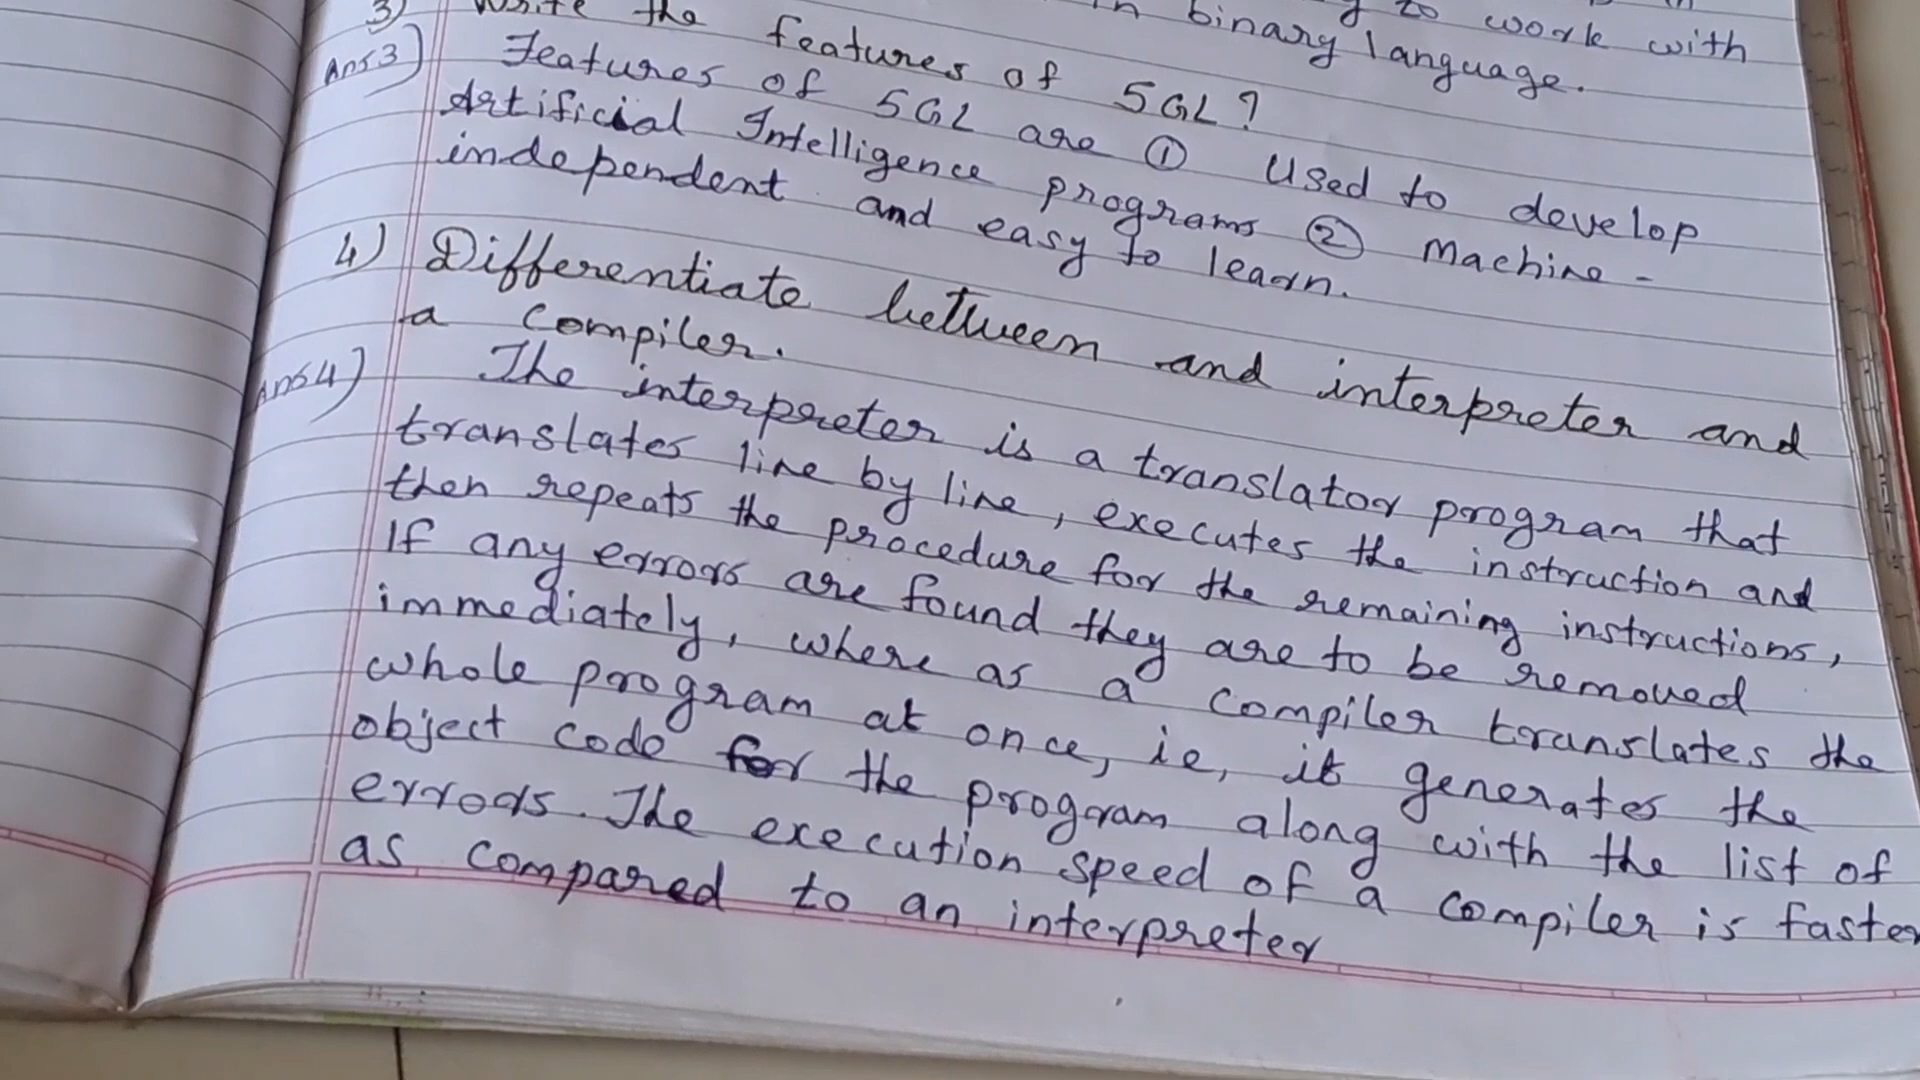 to work with
in binary language.
3) Write the features of 5GL?
Ans3) Features of 5GL are ① Used to develop
Artificial Intelligence programs ② Machine -
independent and easy to learn.
4) Differentiate between and interpreter and
a compiler.
Ans4) The interpreter is a translator program that
translates line by line, executes the instruction and
then repeats the procedure for the remaining instructions,
If any errors are found they are to be removed
immediately, where as a compiler translates the
whole program at once, ie, it generates the
object code for the program along with the list of
errors. The execution speed of a compiler is faster
as compared to an interpreter